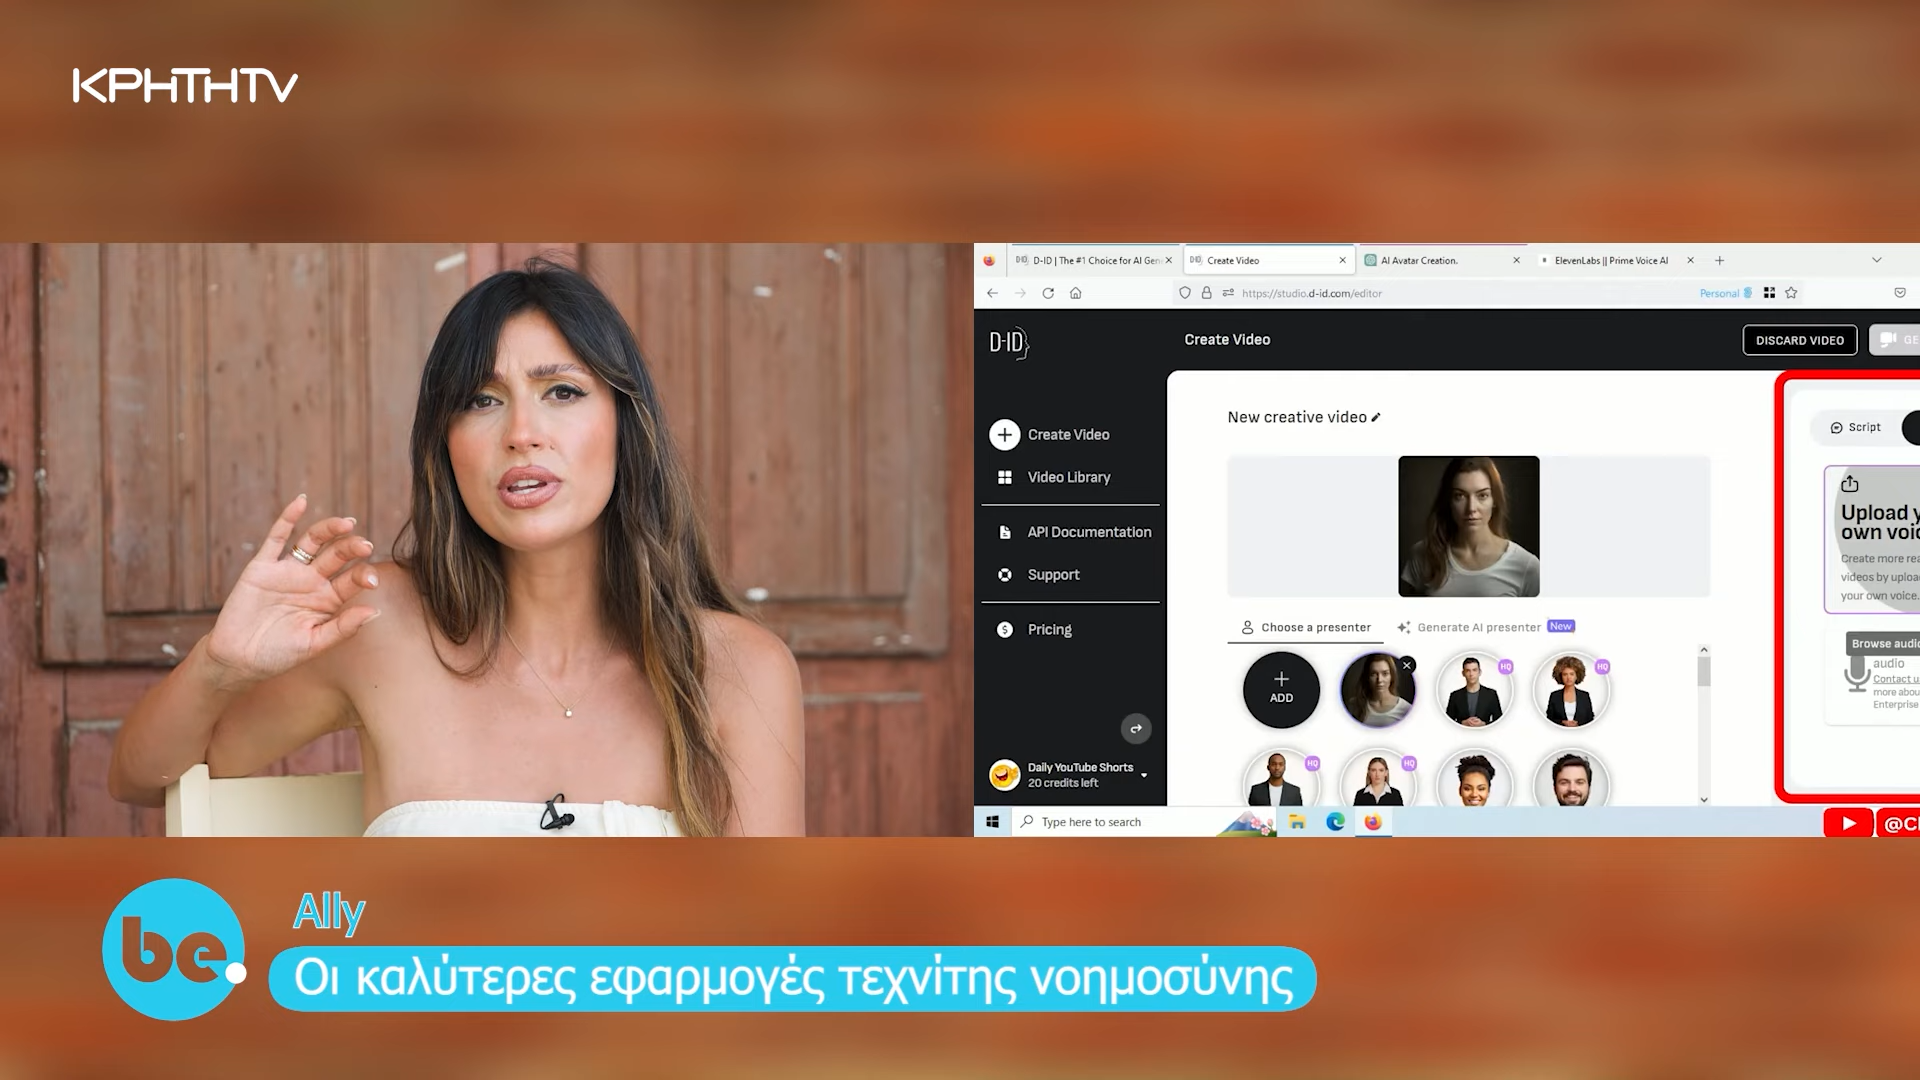 ΚΡΗΤΗTV
D-ID | The #1 Choice for AI Gen
Create Video
AI Avatar Creation.
ElevenLabs || Prime Voice AI
https://studio.d-id.com/editor
Personal
D-ID
Create Video
DISCARD VIDEO
GE
Create Video
Video Library
API Documentation
Support
Pricing
Daily YouTube Shorts
20 credits left
New creative video
Choose a presenter
Generate AI presenter
New
ADD
HQ
HQ
HQ
HQ
Script
Upload y
own voic
Create more rea
videos by uploa
your own voice.
Browse audio
audio
Contact u
more abou
Enterprise
Type here to search
@Cl
be.
Ally
Οι καλύτερες εφαρμογές τεχνίτης νοημοσύνης